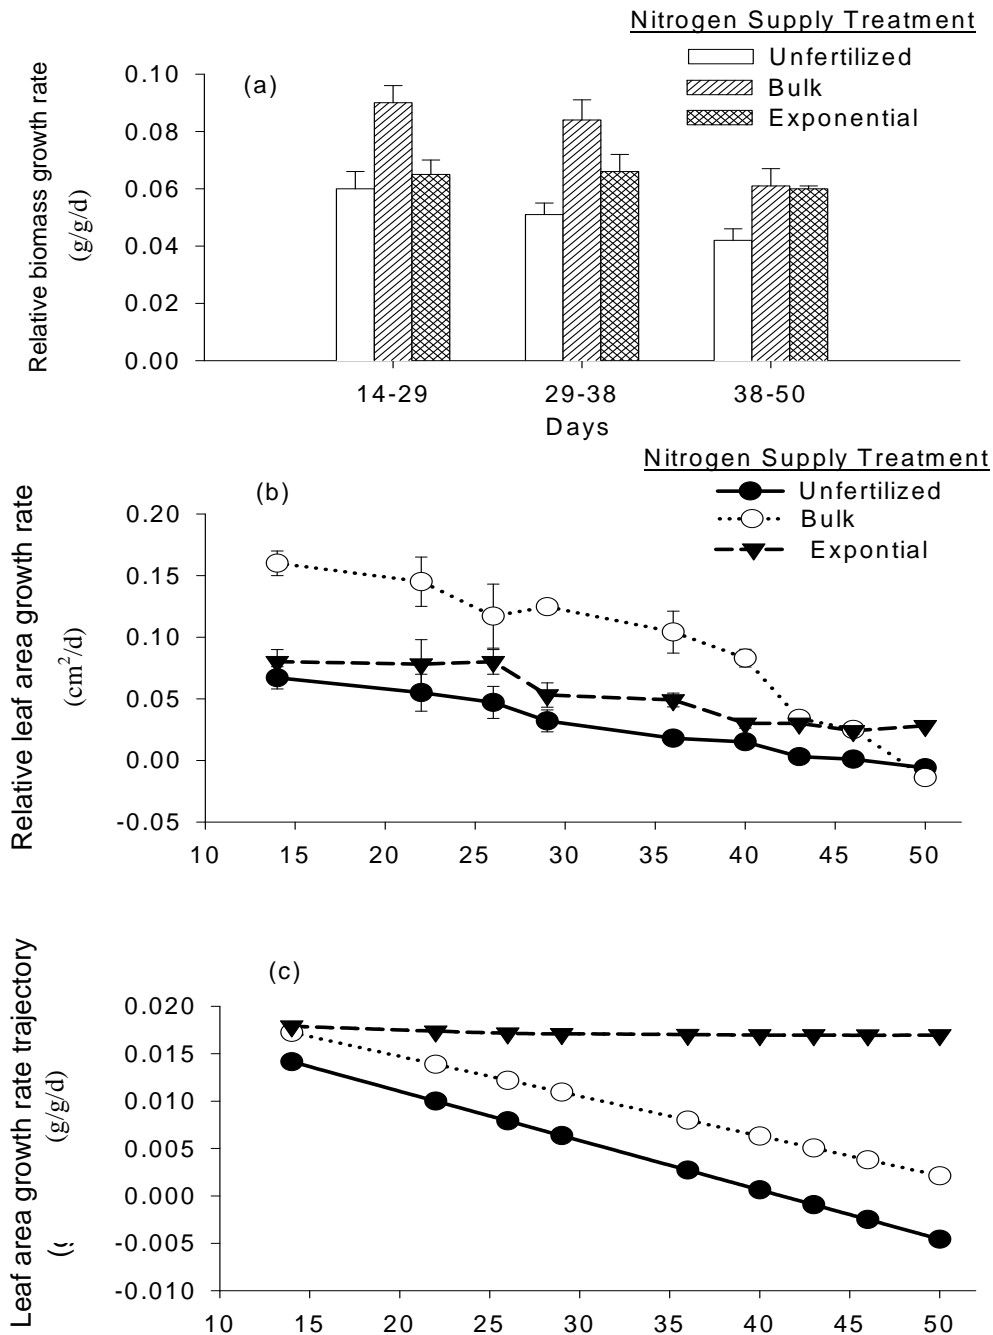 Nitrogen Supply Treatment
Unfertilized
Bulk
Exponential
(a)
Relative biomass growth rate
(g/g/d)
0.10
0.08
0.06
0.04
0.02
0.00
14-29 29-38 38-50
Days
Nitrogen Supply Treatment
Unfertilized
Bulk
Expontial
(b)
Relative leaf area growth rate
(cm²/d)
0.20
0.15
0.10
0.05
0.00
-0.05
10 15 20 25 30 35 40 45 50
(c)
Leaf area growth rate trajectory
(g/g/d)
0.020
0.015
0.010
0.005
0.000
-0.005
-0.010
10 15 20 25 30 35 40 45 50